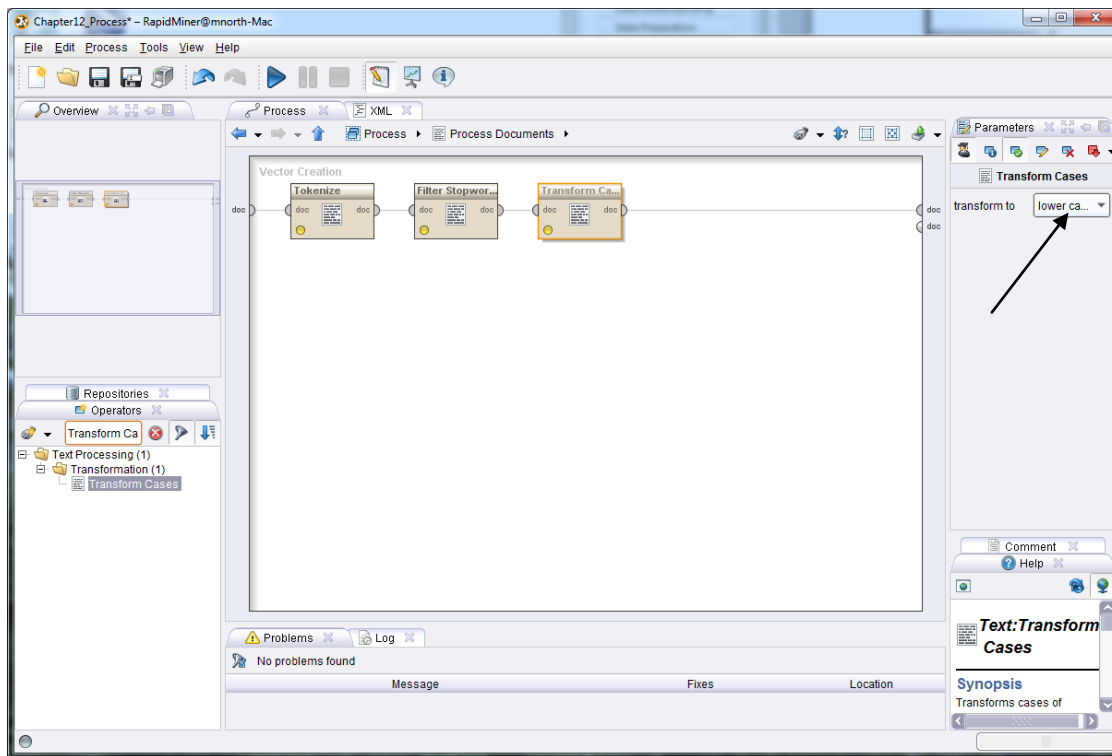 Chapter12_Process* – RapidMiner@mnorth-Mac
File Edit Process Tools View Help
Overview
Process XML
Process Process Documents
Parameters
Transform Cases
transform to lower ca...
Vector Creation
Tokenize Filter Stopwor... Transform Ca...
doc doc doc doc doc doc doc doc
doc
Repositories
Operators
Transform Ca
Text Processing (1)
Transformation (1)
Transform Cases
Comment
Help
Text:Transform
Cases
Synopsis
Transforms cases of
Problems Log
No problems found
Message Fixes Location